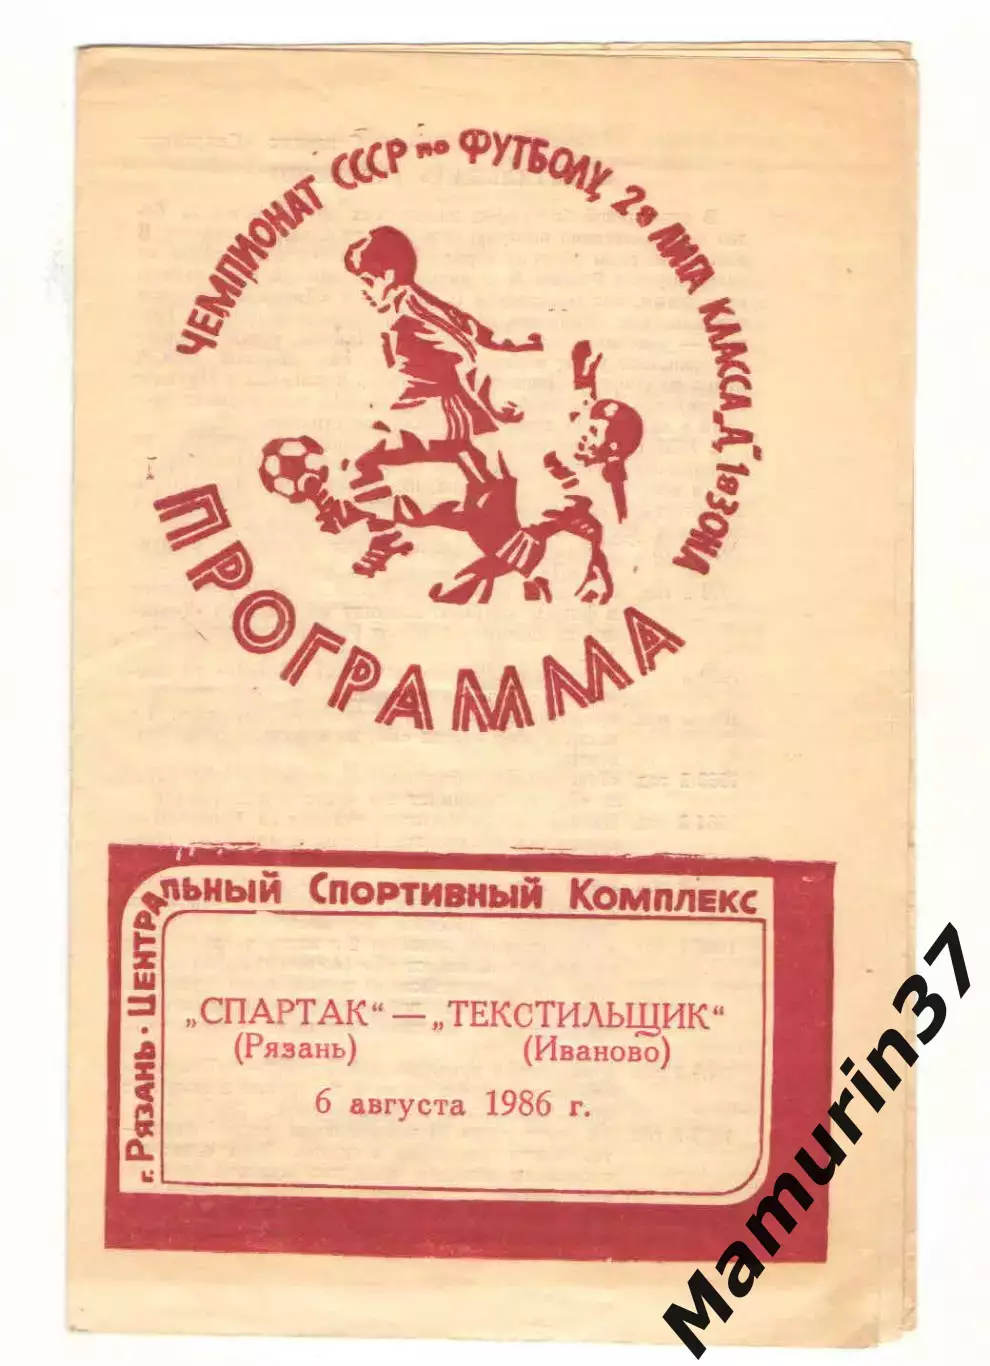 ЧЕМПИОНАТ СССР по ФУТБОЛУ, 2я ЛИГА КЛАССА „А“ 1я ЗОНА
ПРОГРАММА
г. Рязань · Центральный Спортивный Комплекс
„СПАРТАК“ — „ТЕКСТИЛЬЩИК“
(Рязань) (Иваново)
6 августа 1986 г.
Mamurin37